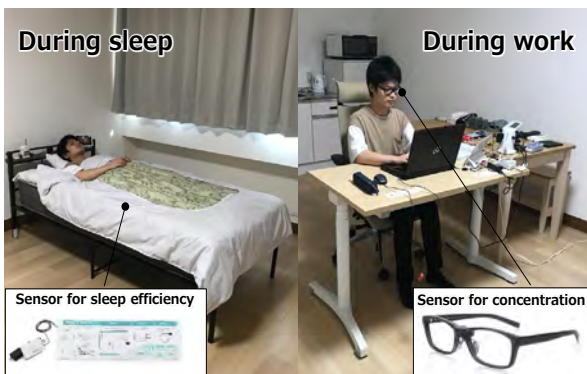 During sleep
During work
Sensor for sleep efficiency
Sensor for concentration